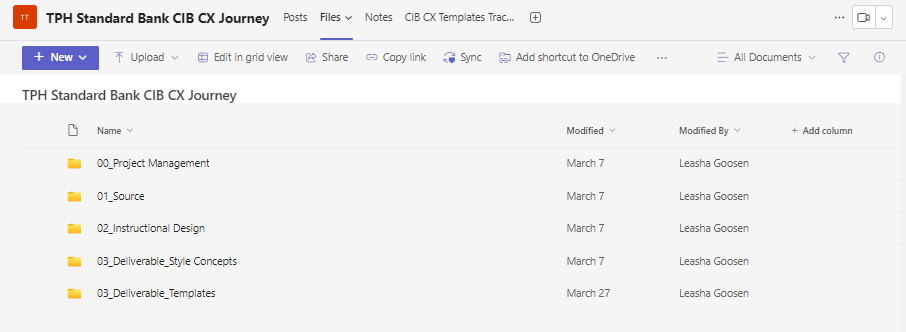 TT TPH Standard Bank CIB CX Journey Posts Files Notes CIB CX Templates Trac...
New Upload Edit in grid view Share Copy link Sync Add shortcut to OneDrive ... All Documents
TPH Standard Bank CIB CX Journey
Name Modified Modified By + Add column
00_Project Management March 7 Leasha Goosen
01_Source March 7 Leasha Goosen
02_Instructional Design March 7 Leasha Goosen
03_Deliverable_Style Concepts March 7 Leasha Goosen
03_Deliverable_Templates March 27 Leasha Goosen